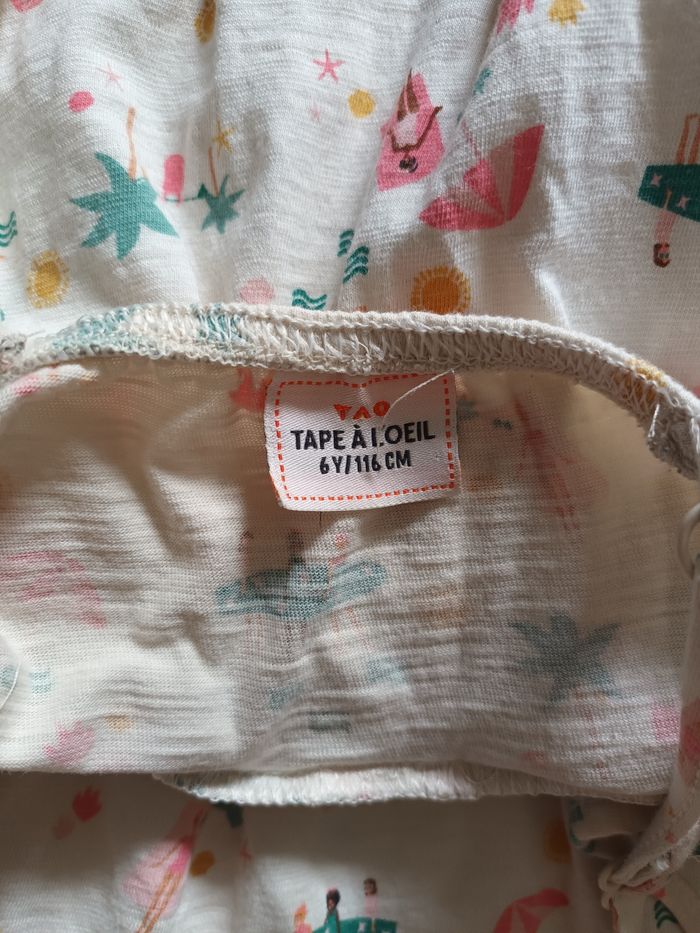 TAO
TAPE À L'OEIL
6Y/116 CM